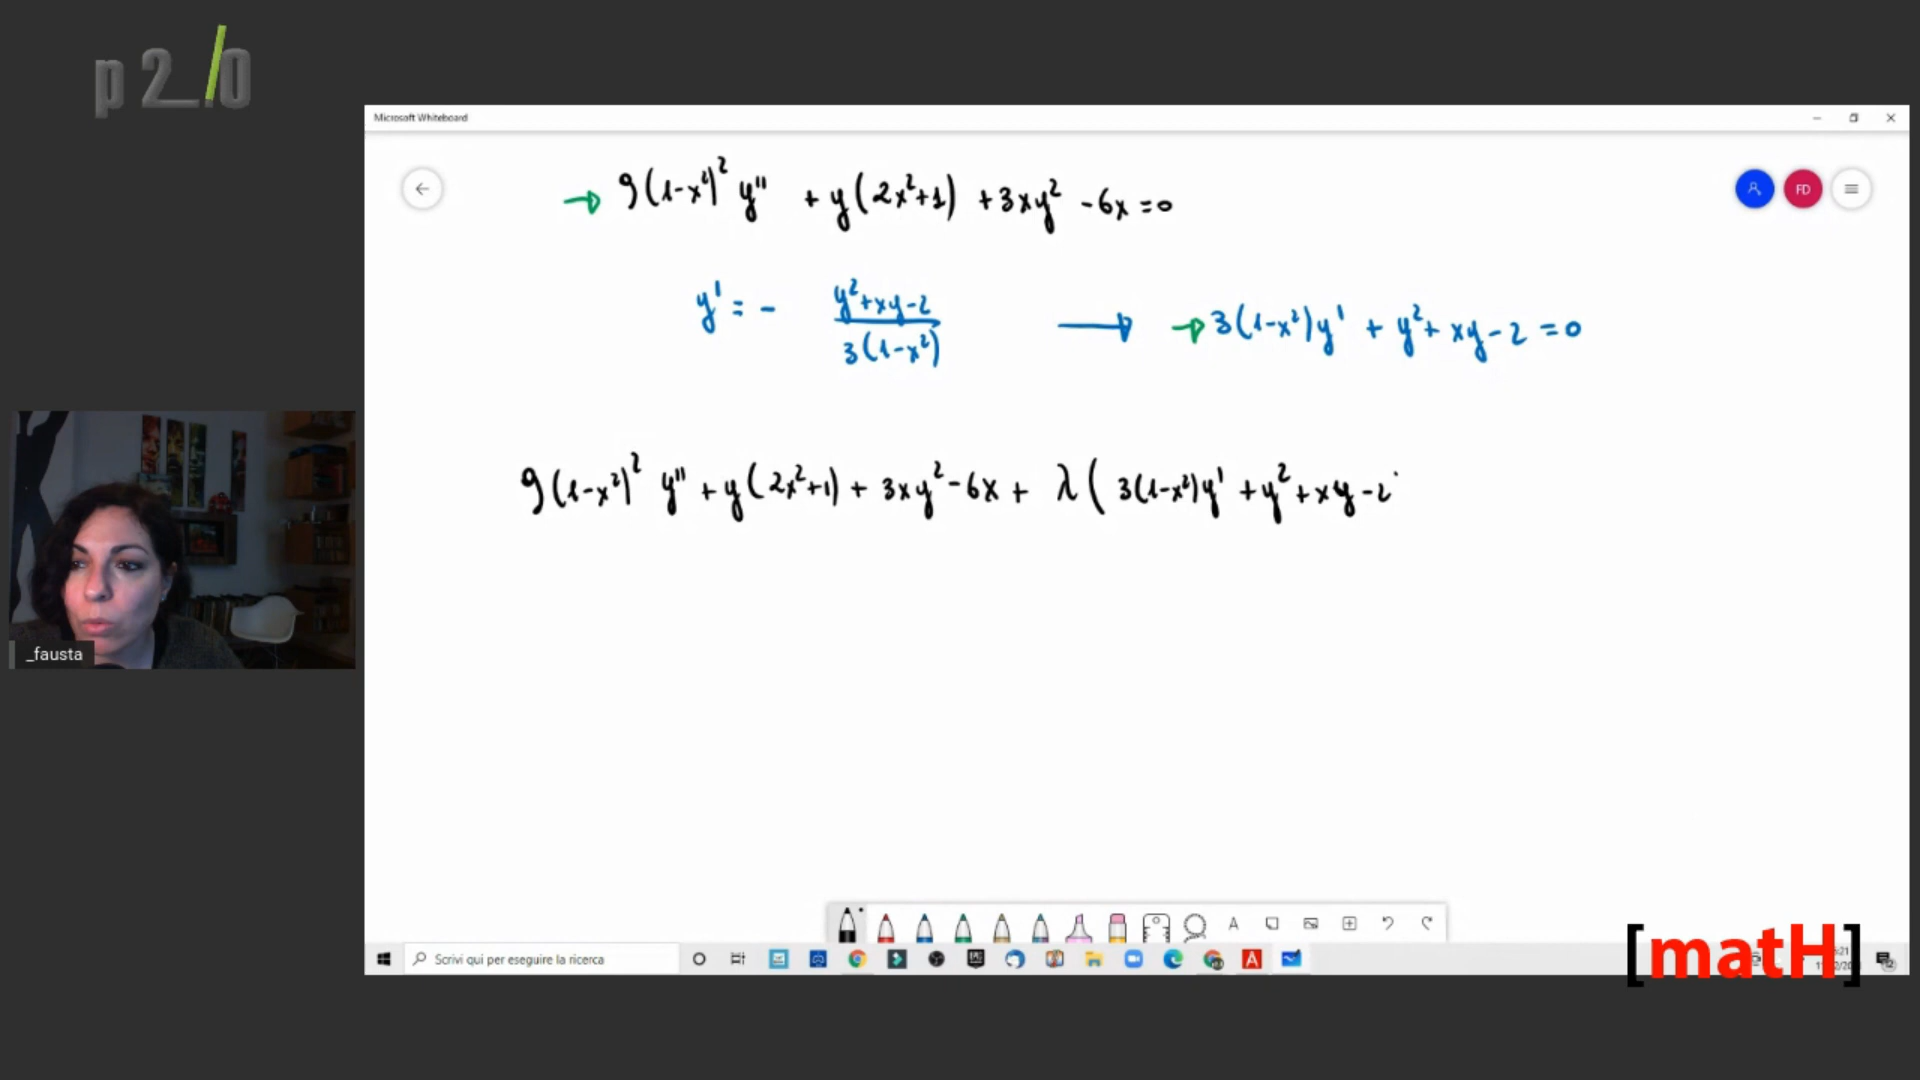 p 2_/0
Microsoft Whiteboard
→ 9(1-x²)² y'' + y(2x²+1) + 3xy² - 6x = 0
FD
y' = - \frac{y²+xy-2}{3(1-x²)} → → 3(1-x²)y' + y² + xy - 2 = 0
9(1-x²)² y'' + y(2x²+1) + 3xy² - 6x + λ( 3(1-x²)y' + y² + xy - 2
_fausta
A
Scrivi qui per eseguire la ricerca
[matH]